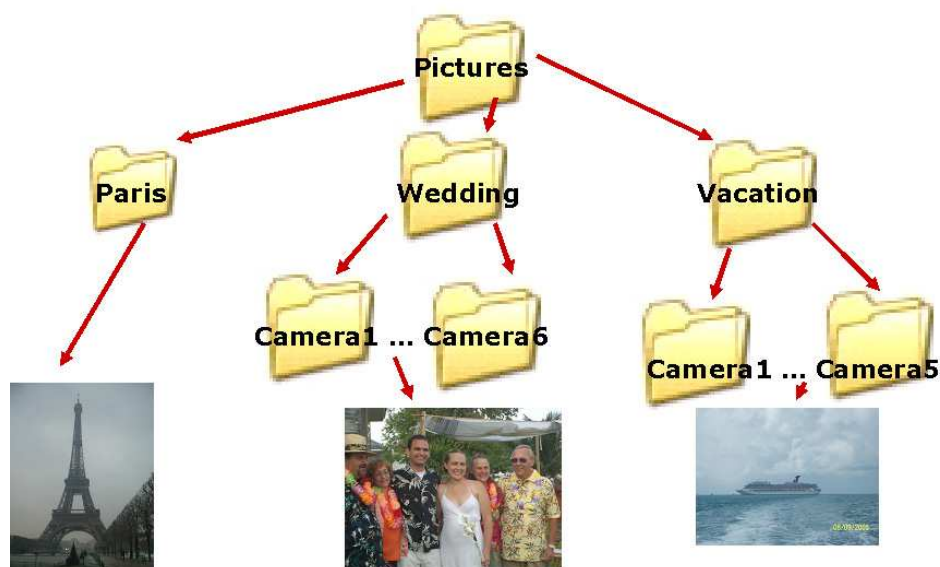 Pictures
Paris
Wedding
Vacation
Camera1 ... Camera6
Camera1 ... Camera5